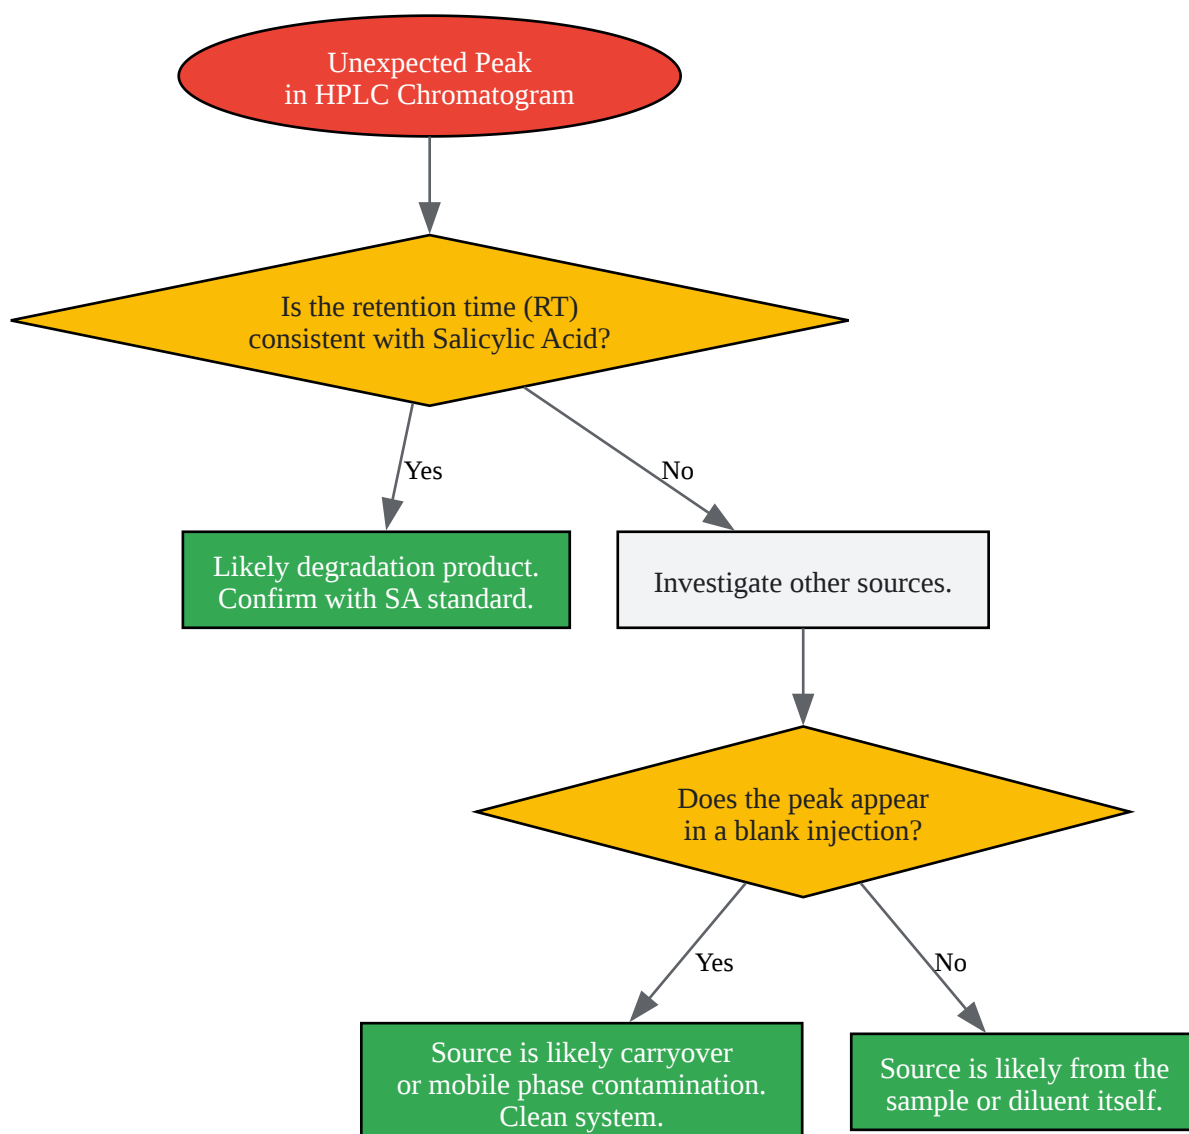 Unexpected Peak
in HPLC Chromatogram
Is the retention time (RT)
consistent with Salicylic Acid?
Yes
No
Likely degradation product.
Confirm with SA standard.
Investigate other sources.
Does the peak appear
in a blank injection?
Yes
No
Source is likely carryover
or mobile phase contamination.
Clean system.
Source is likely from the
sample or diluent itself.